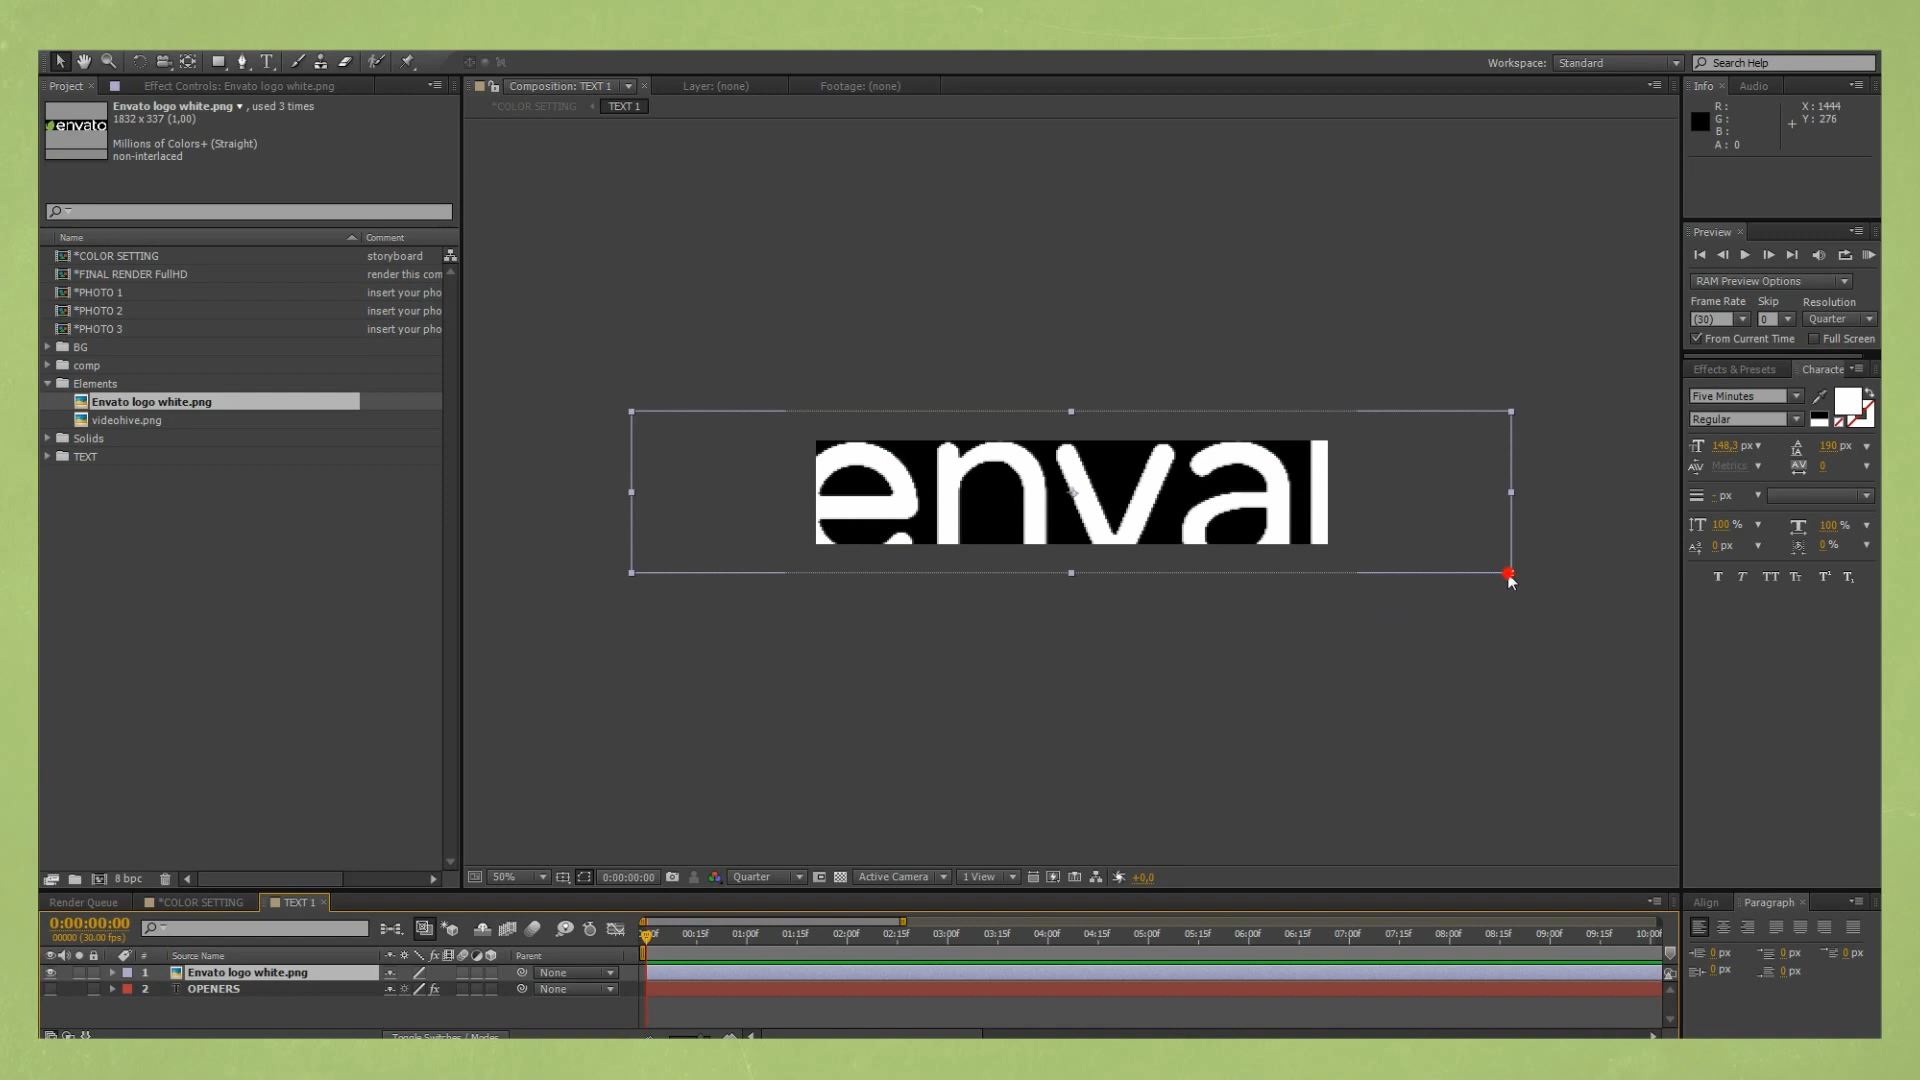 Workspace: Standard
Search Help
Project
Effect Controls: Envato logo white.png
Composition: TEXT 1
Layer: (none)
Footage: (none)
Info
Audio
*COLOR SETTING
TEXT 1
Envato logo white.png , used 3 times
1832 x 337 (1,00)
Millions of Colors+ (Straight)
non-interlaced
envato
R :
G :
B :
A : 0
X : 1444
Y : 276
Name
Comment
*COLOR SETTING
storyboard
*FINAL RENDER FullHD
render this com
*PHOTO 1
insert your pho
*PHOTO 2
insert your pho
*PHOTO 3
insert your pho
BG
comp
Elements
Envato logo white.png
videohive.png
Solids
TEXT
enval
Preview
RAM Preview Options
Frame Rate Skip Resolution
(30) 0 Quarter
From Current Time Full Screen
Effects & Presets
Characte
Five Minutes
Regular
148,3 px
190 px
Metrics
0
- px
100 %
100 %
0 px
0 %
T T TT Tt T¹ T₁
8 bpc
50%
0:00:00:00
Quarter
Active Camera
1 View
+0,0
Render Queue
*COLOR SETTING
TEXT 1
Align
Paragraph
0:00:00:00
00000 (30.00 fps)
00:15f 01:00f 01:15f 02:00f 02:15f 03:00f 03:15f 04:00f 04:15f 05:00f 05:15f 06:00f 06:15f 07:00f 07:15f 08:00f 08:15f 09:00f 09:15f 10:00f
# Source Name
Parent
1 Envato logo white.png
None
2 T OPENERS
None
0 px 0 px 0 px
0 px 0 px
Toggle Switches / Modes